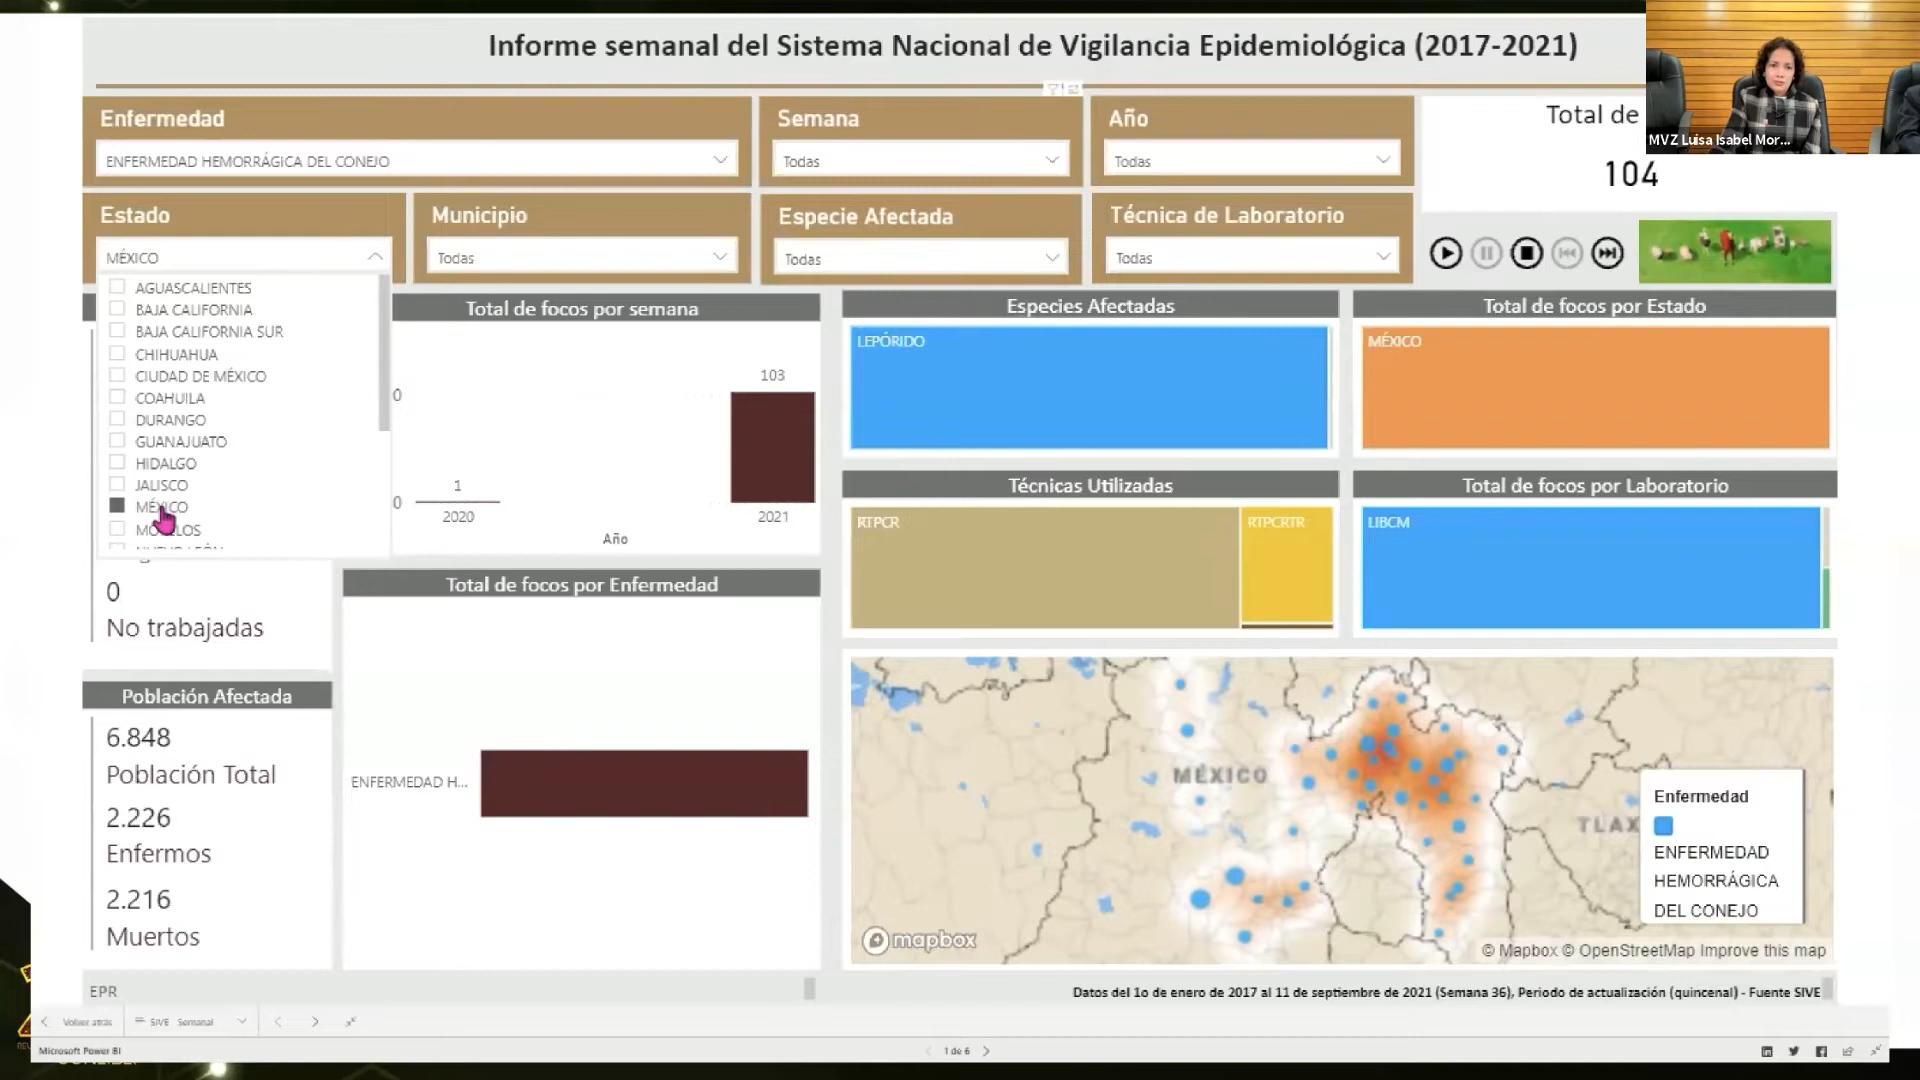 Informe semanal del Sistema Nacional de Vigilancia Epidemiológica (2017-2021)
MVZ Luisa Isabel Mor...
Enfermedad
ENFERMEDAD HEMORRÁGICA DEL CONEJO
Semana
Todas
Año
Todas
Total de
104
Estado
MÉXICO
Municipio
Todas
Especie Afectada
Todas
Técnica de Laboratorio
Todas
AGUASCALIENTES
BAJA CALIFORNIA
BAJA CALIFORNIA SUR
CHIHUAHUA
CIUDAD DE MÉXICO
COAHUILA
DURANGO
GUANAJUATO
HIDALGO
JALISCO
MÉXICO
Total de focos por semana
0
103
1
0
2020
2021
Año
Especies Afectadas
LEPÓRIDO
Total de focos por Estado
MÉXICO
Técnicas Utilizadas
RTPCR
RTPCRTR
Total de focos por Laboratorio
LIBCM
0
No trabajadas
Total de focos por Enfermedad
ENFERMEDAD H...
Población Afectada
6.848
Población Total
2.226
Enfermos
2.216
Muertos
MÉXICO
TLAX
Enfermedad
ENFERMEDAD
HEMORRÁGICA
DEL CONEJO
mapbox
© Mapbox © OpenStreetMap Improve this map
EPR
Datos del 1o de enero de 2017 al 11 de septiembre de 2021 (Semana 36), Periodo de actualización (quincenal) - Fuente SIVE
Volver atrás
SIVE Semanal
Microsoft Power BI
1 de 6